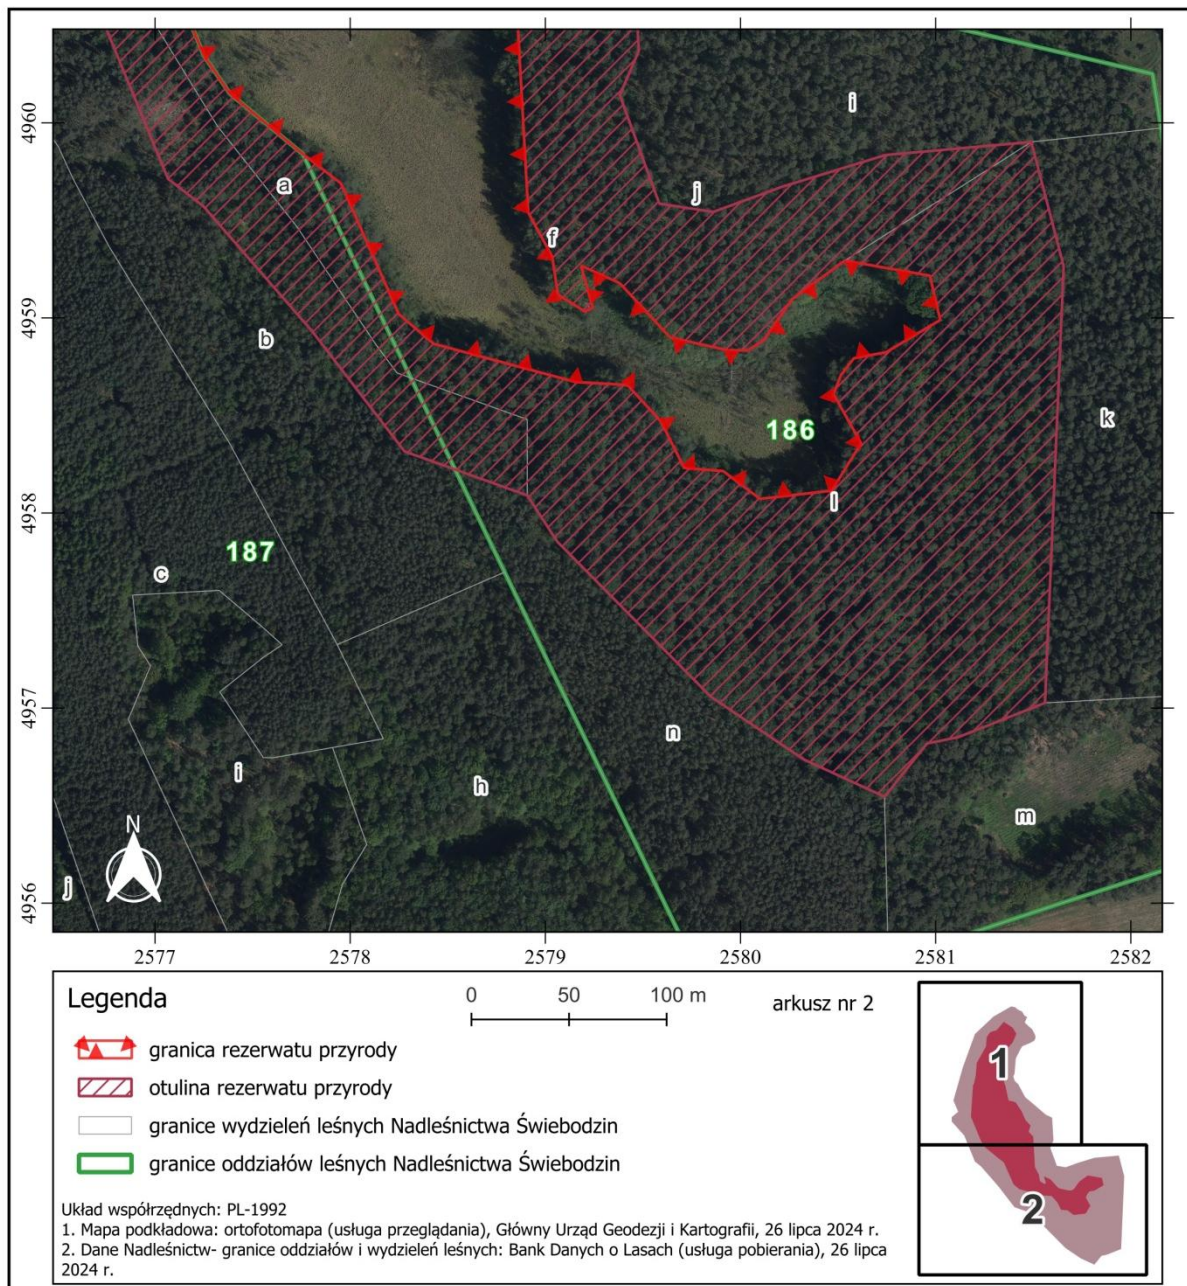 i
4960
a
j
f
4959
b
k
186
l
4958
187
c
4957
n
i
h
m
N
j
4956
2577 2578 2579 2580 2581 2582
Legenda
0 50 100 m
arkusz nr 2
granica rezerwatu przyrody
otulina rezerwatu przyrody
granice wydzieleń leśnych Nadleśnictwa Świebodzin
granice oddziałów leśnych Nadleśnictwa Świebodzin
1
2
Układ współrzędnych: PL-1992
1. Mapa podkładowa: ortofotomapa (usługa przeglądania), Główny Urząd Geodezji i Kartografii, 26 lipca 2024 r.
2. Dane Nadleśnictw- granice oddziałów i wydzieleń leśnych: Bank Danych o Lasach (usługa pobierania), 26 lipca
2024 r.